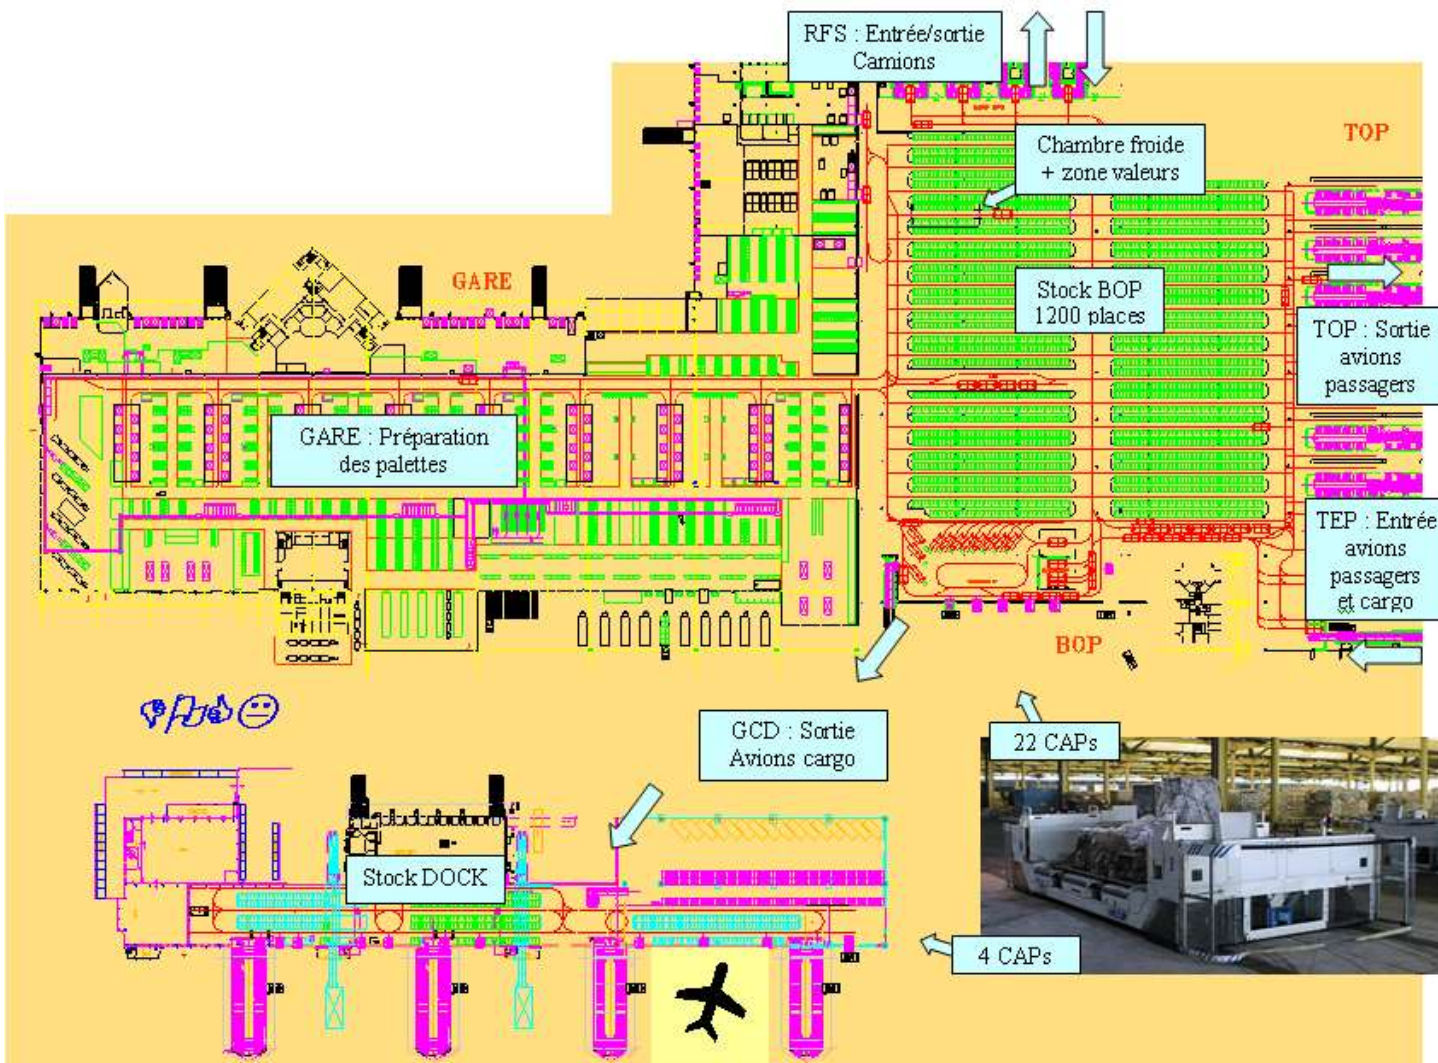 RFS : Entrée/sortie
Camions
TOP
Chambre froide
+ zone valeurs
GARE
Stock BOP
1200 places
TOP : Sortie
avions
passagers
GARE : Préparation
des palettes
TEP : Entrée
avions
passagers
et cargo
BOP
GCD : Sortie
Avions cargo
22 CAPs
Stock DOCK
4 CAPs